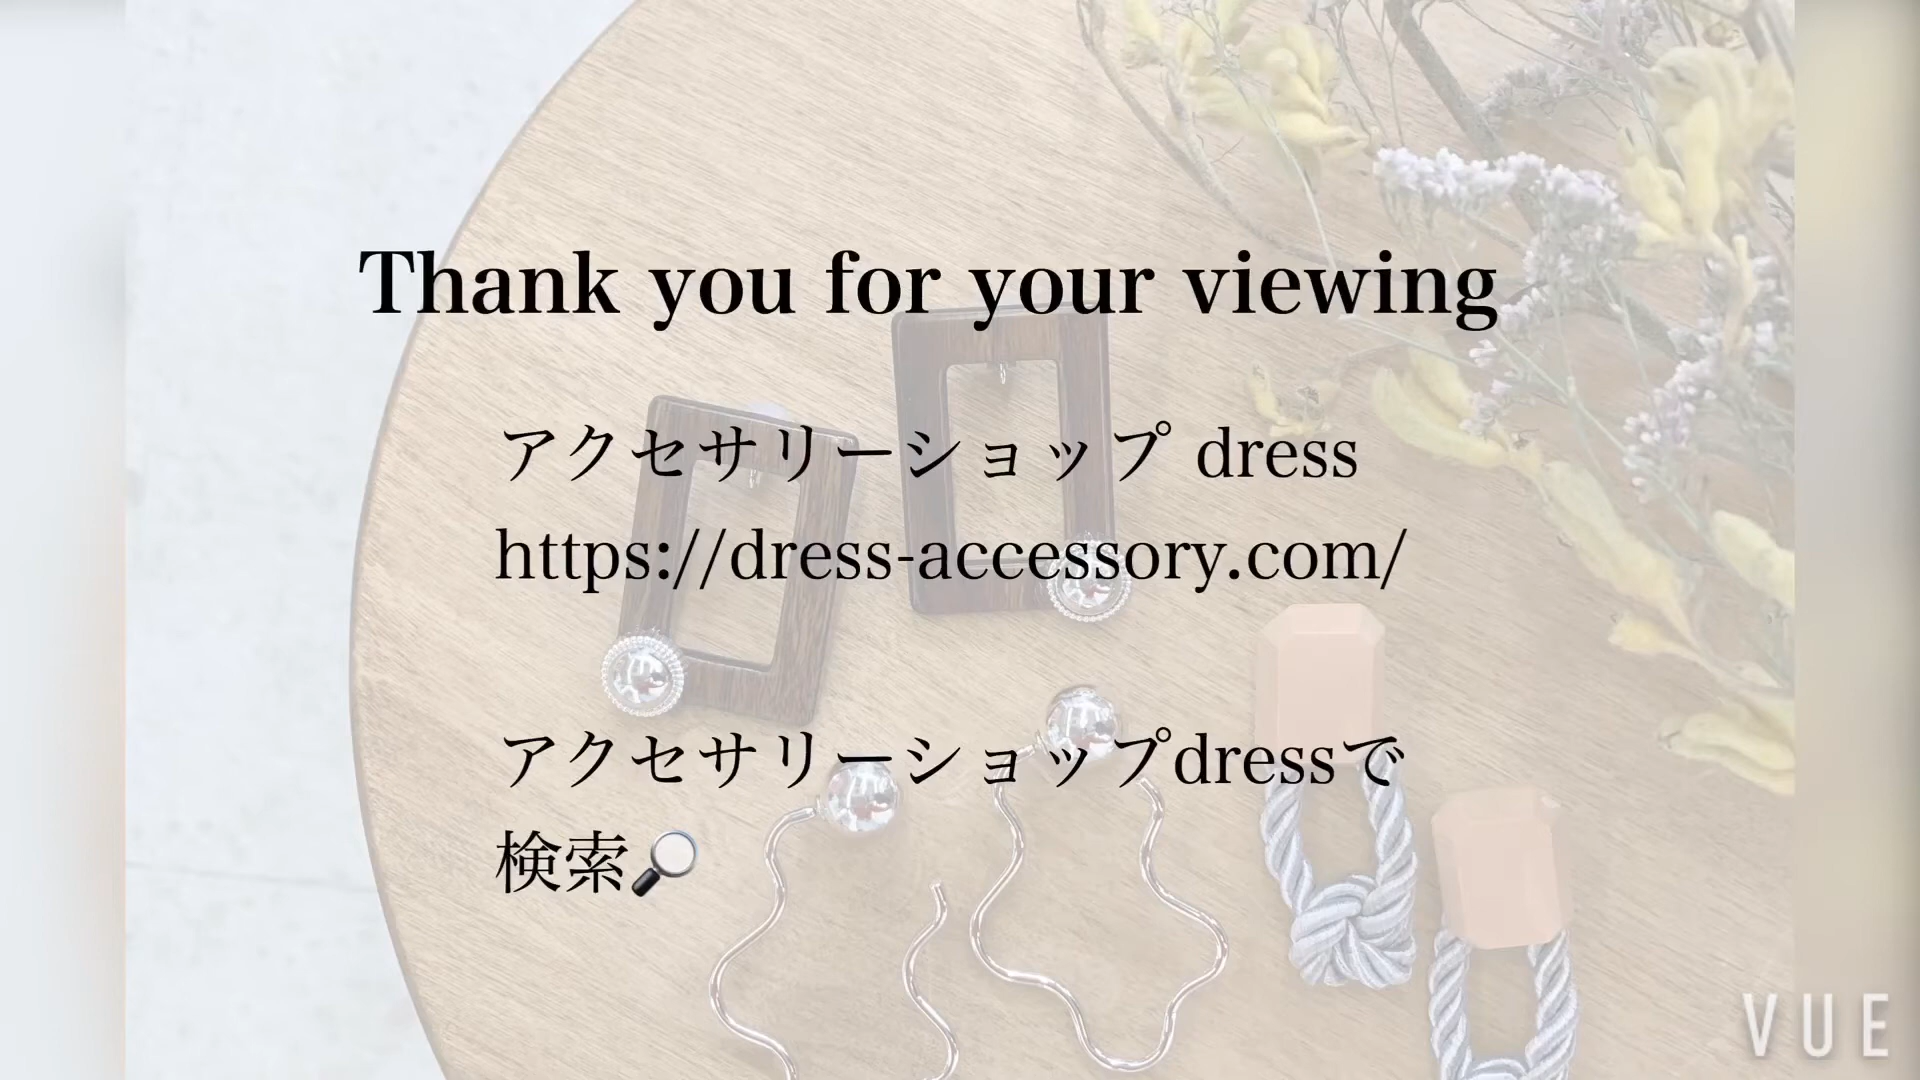 Thank you for your viewing
アクセサリーショップ dress
https://dress-accessory.com/
アクセサリーショップdressで
検索🔎
VUE